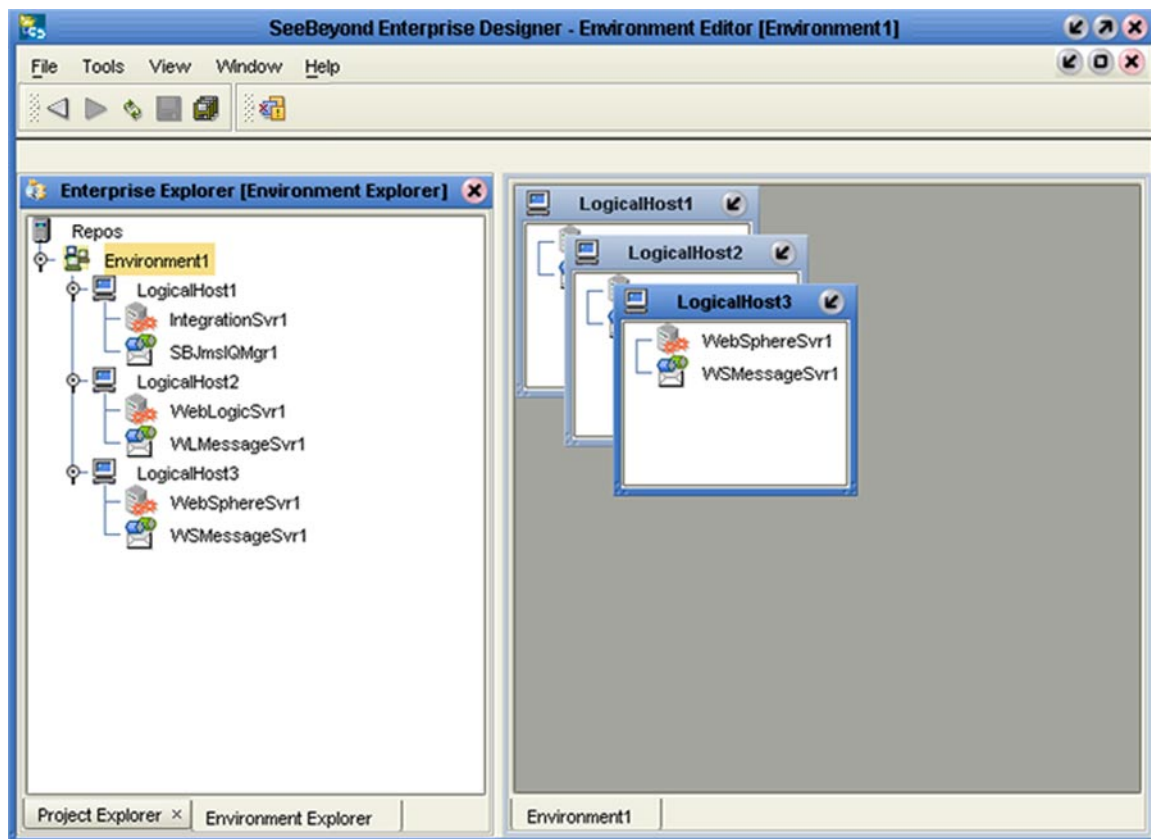 SeeBeyond Enterprise Designer - Environment Editor [Environment1]
File Tools View Window Help
Enterprise Explorer [Environment Explorer]
Repos
Environment1
LogicalHost1
IntegrationSvr1
SBJmsIQMgr1
LogicalHost2
WebLogicSvr1
WLMessageSvr1
LogicalHost3
WebSphereSvr1
WSMessageSvr1
Project Explorer ×
Environment Explorer
LogicalHost1
LogicalHost2
LogicalHost3
WebSphereSvr1
WSMessageSvr1
Environment1